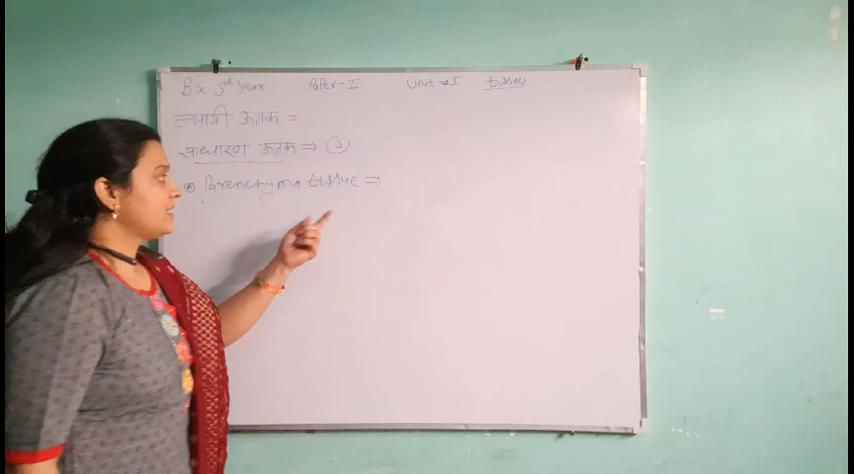 BSc 3rd Year Paper-I Unit → I tissue
स्थायी ऊतक =
साधारण ऊतक ⇒ (3)
Parenchyma tissue ⇒